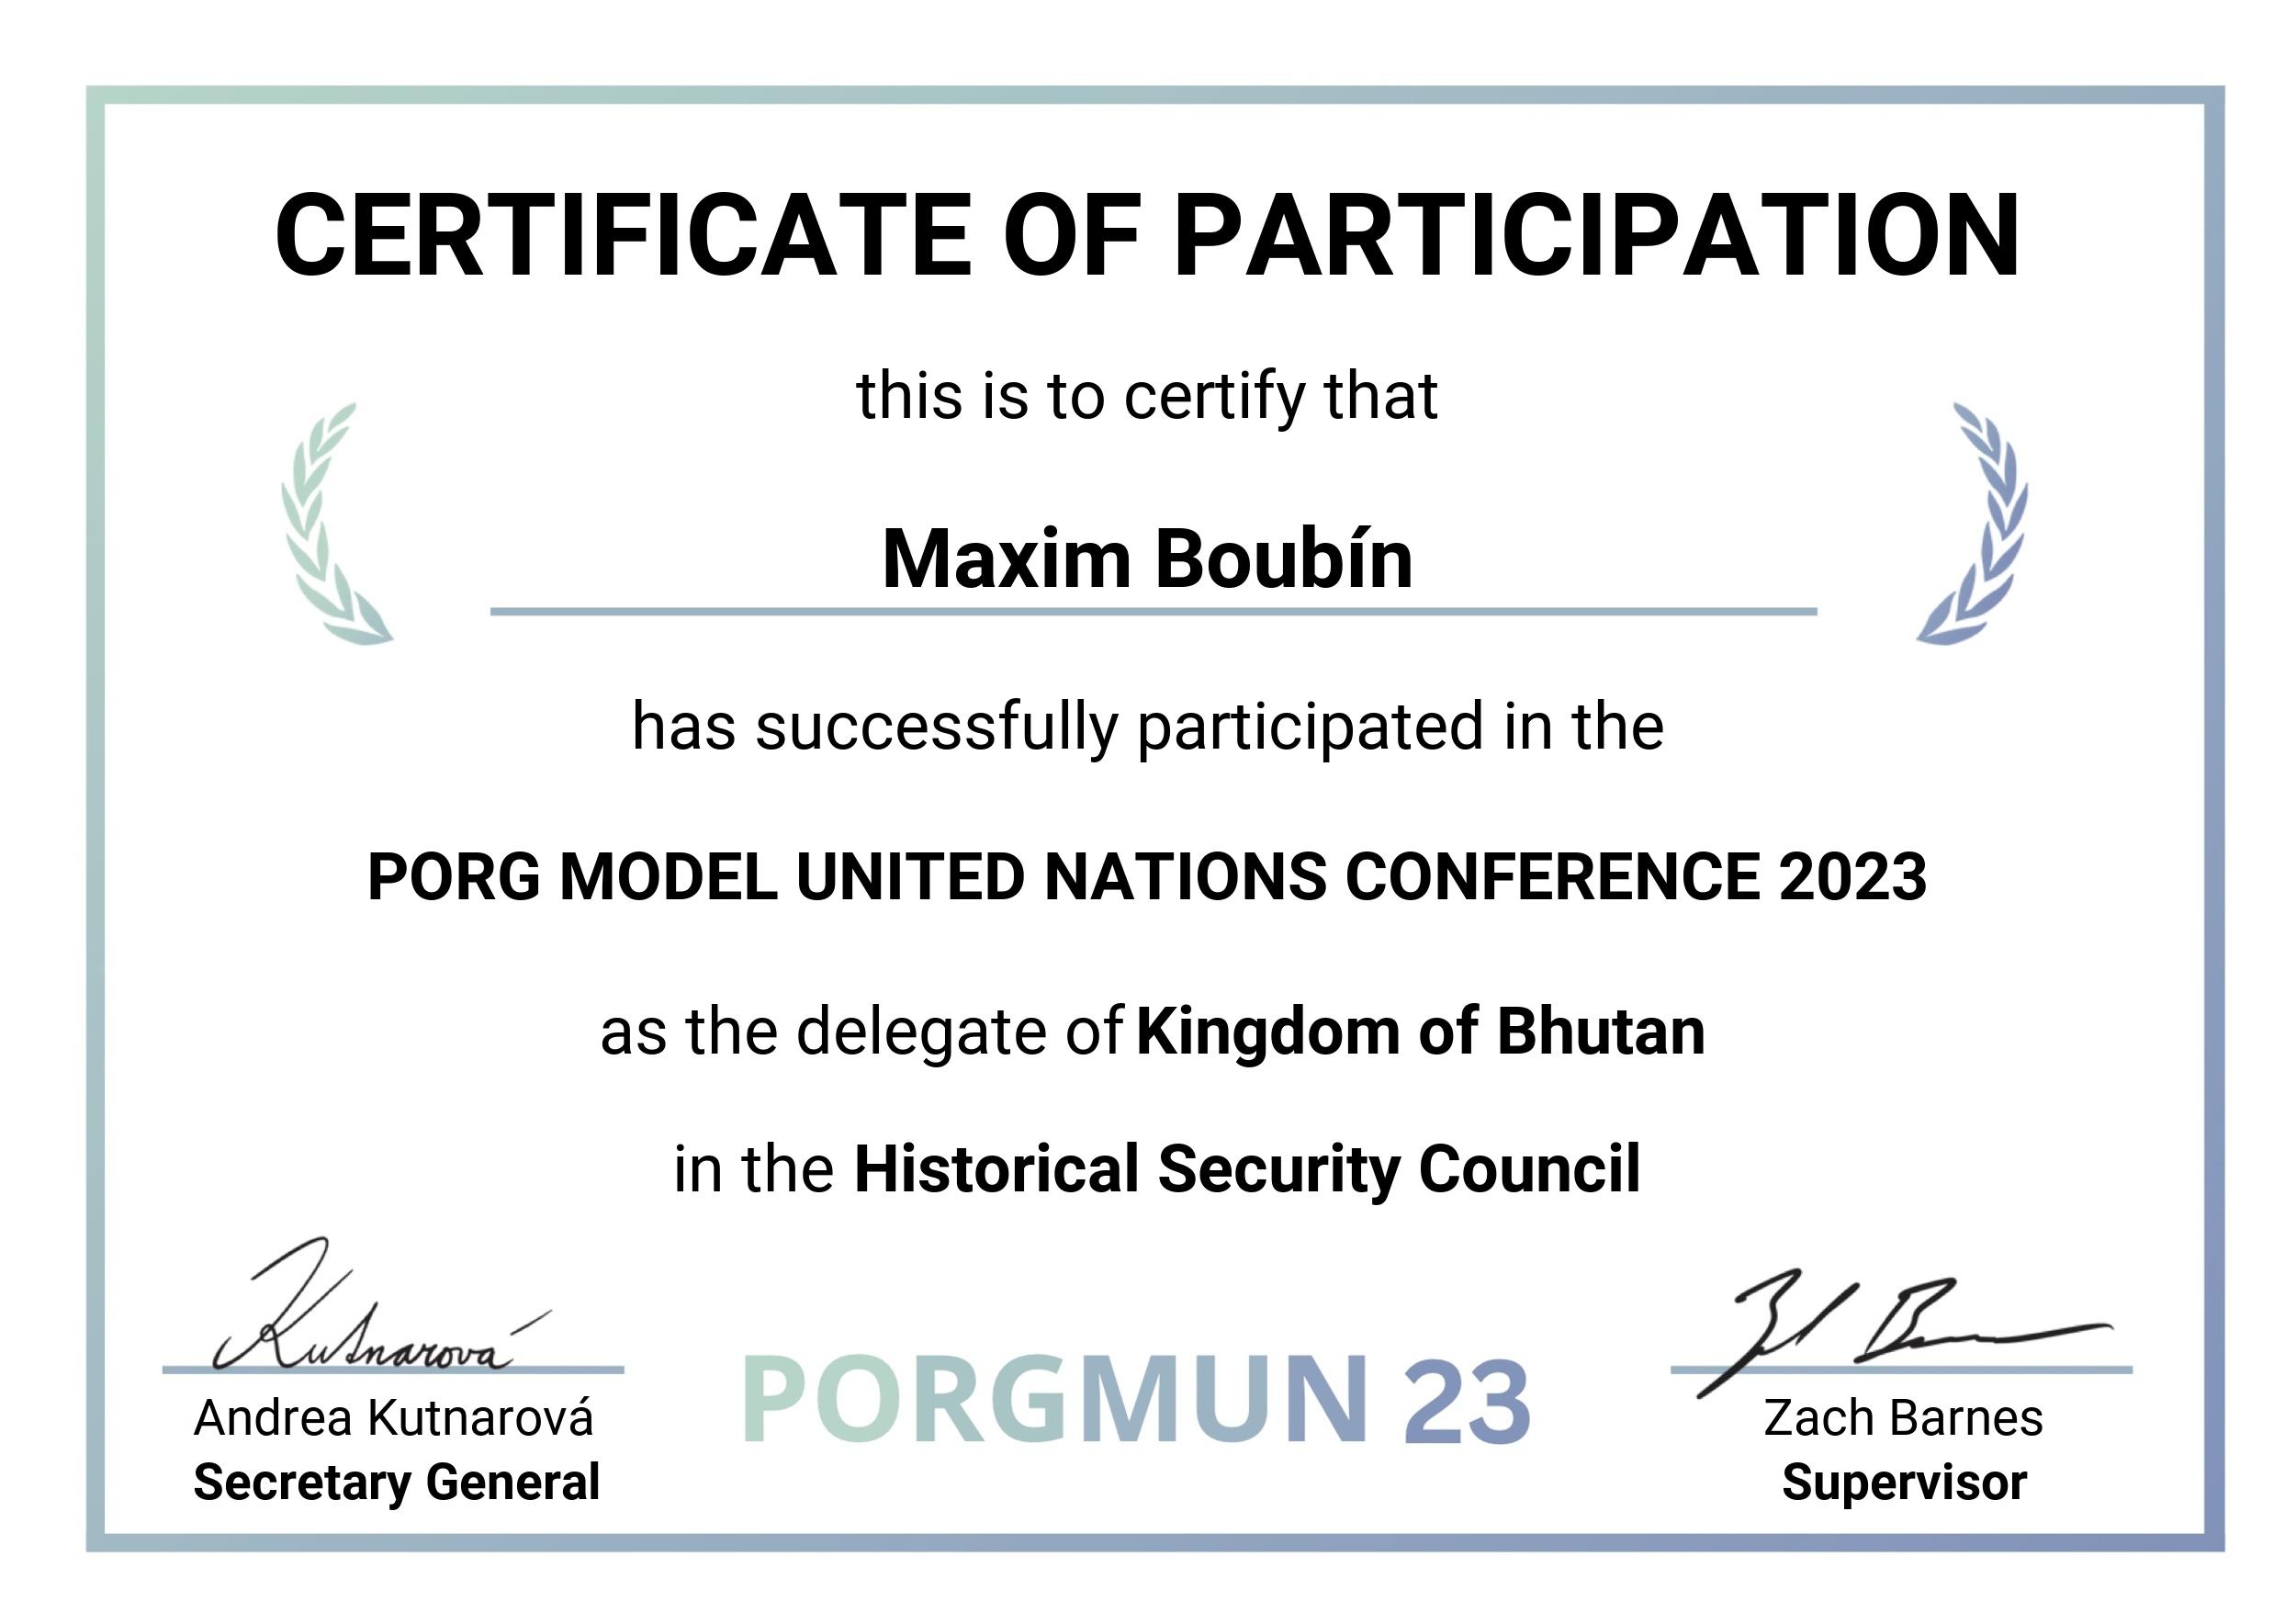 CERTIFICATE OF PARTICIPATION
this is to certify that
Maxim Boubín
has successfully participated in the
PORG MODEL UNITED NATIONS CONFERENCE 2023
as the delegate of Kingdom of Bhutan
in the Historical Security Council
Kutnarová
Andrea Kutnarová
Secretary General
PORGMUN 23
Zach Barnes
Supervisor